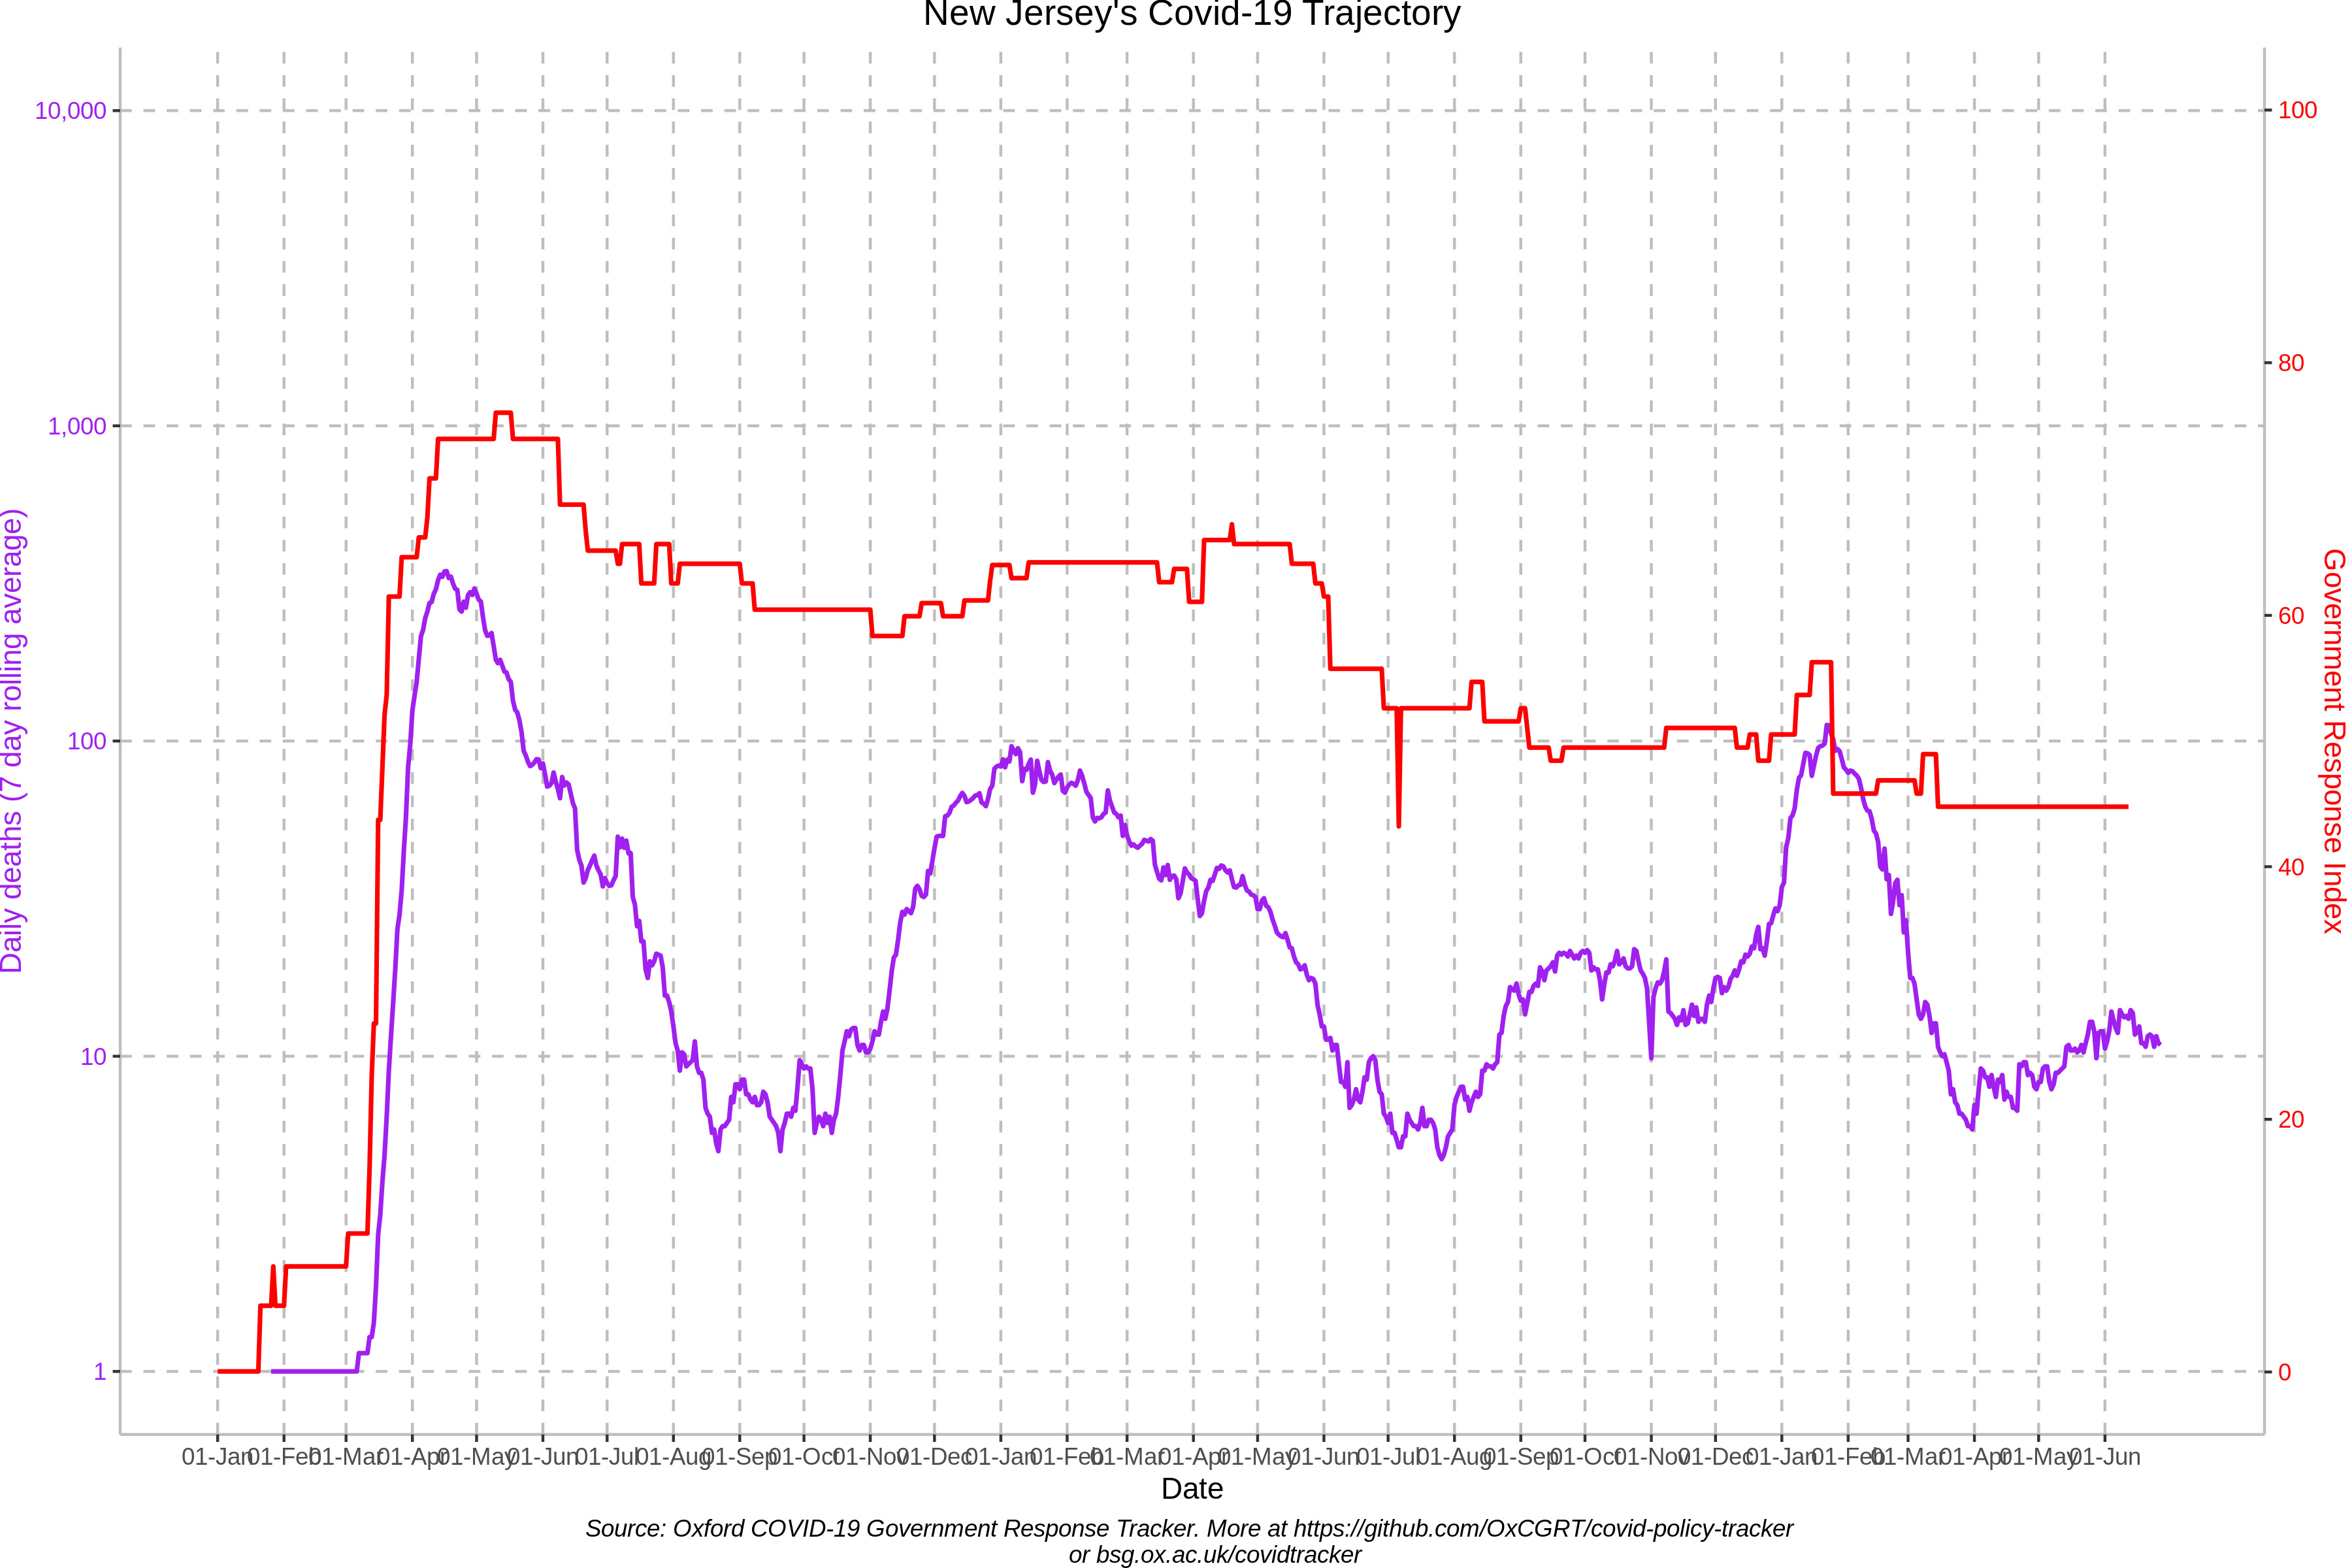 New Jersey's Covid-19 Trajectory
10,000
1,000
100
10
1
Daily deaths (7 day rolling average)
100
80
60
40
20
0
Government Response Index
01-Jan 01-Feb 01-Mar 01-Apr 01-May 01-Jun 01-Jul 01-Aug 01-Sep 01-Oct 01-Nov 01-Dec 01-Jan 01-Feb 01-Mar 01-Apr 01-May 01-Jun 01-Jul 01-Aug 01-Sep 01-Oct 01-Nov 01-Dec 01-Jan 01-Feb 01-Mar 01-Apr 01-May 01-Jun
Date
Source: Oxford COVID-19 Government Response Tracker. More at https://github.com/OxCGRT/covid-policy-tracker
or bsg.ox.ac.uk/covidtracker